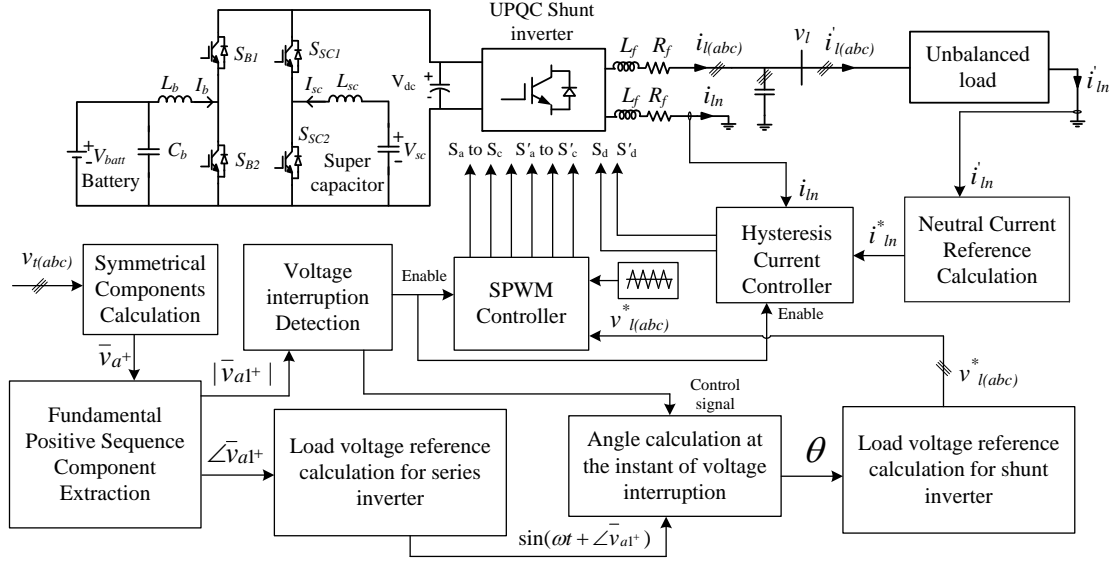 UPQC Shunt
inverter
S_B1
S_SC1
L_b
I_b
I_sc
L_sc
V_dc
+
-
L_f
R_f
i_l(abc)
v_l
i'_l(abc)
Unbalanced
load
i'_ln
L_f
R_f
i_ln
+
-
V_batt
Battery
C_b
S_B2
S_SC2
Super
capacitor
+
-
V_sc
S_a to S_c
S'_a to S'_c
S_d
S'_d
i_ln
i'_ln
v_t(abc)
Symmetrical
Components
Calculation
Voltage
interruption
Detection
Enable
SPWM
Controller
v*_l(abc)
Hysteresis
Current
Controller
Enable
i*_ln
Neutral Current
Reference
Calculation
v̅_a+
|v̅_a1+|
v*_l(abc)
Fundamental
Positive Sequence
Component
Extraction
∠v̅_a1+
Load voltage reference
calculation for series
inverter
Control
signal
Angle calculation at
the instant of voltage
interruption
θ
Load voltage reference
calculation for shunt
inverter
sin(ωt + ∠v̅_a1+)